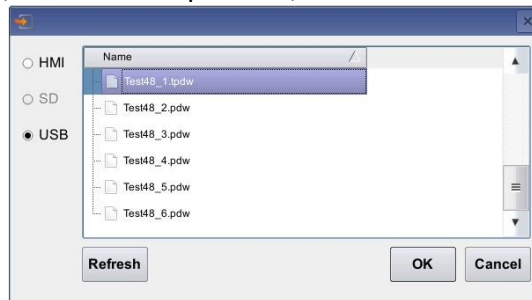 HMI
SD
USB
Name
Test48_1.tpdw
Test48_2.pdw
Test48_3.pdw
Test48_4.pdw
Test48_5.pdw
Test48_6.pdw
Refresh
OK
Cancel